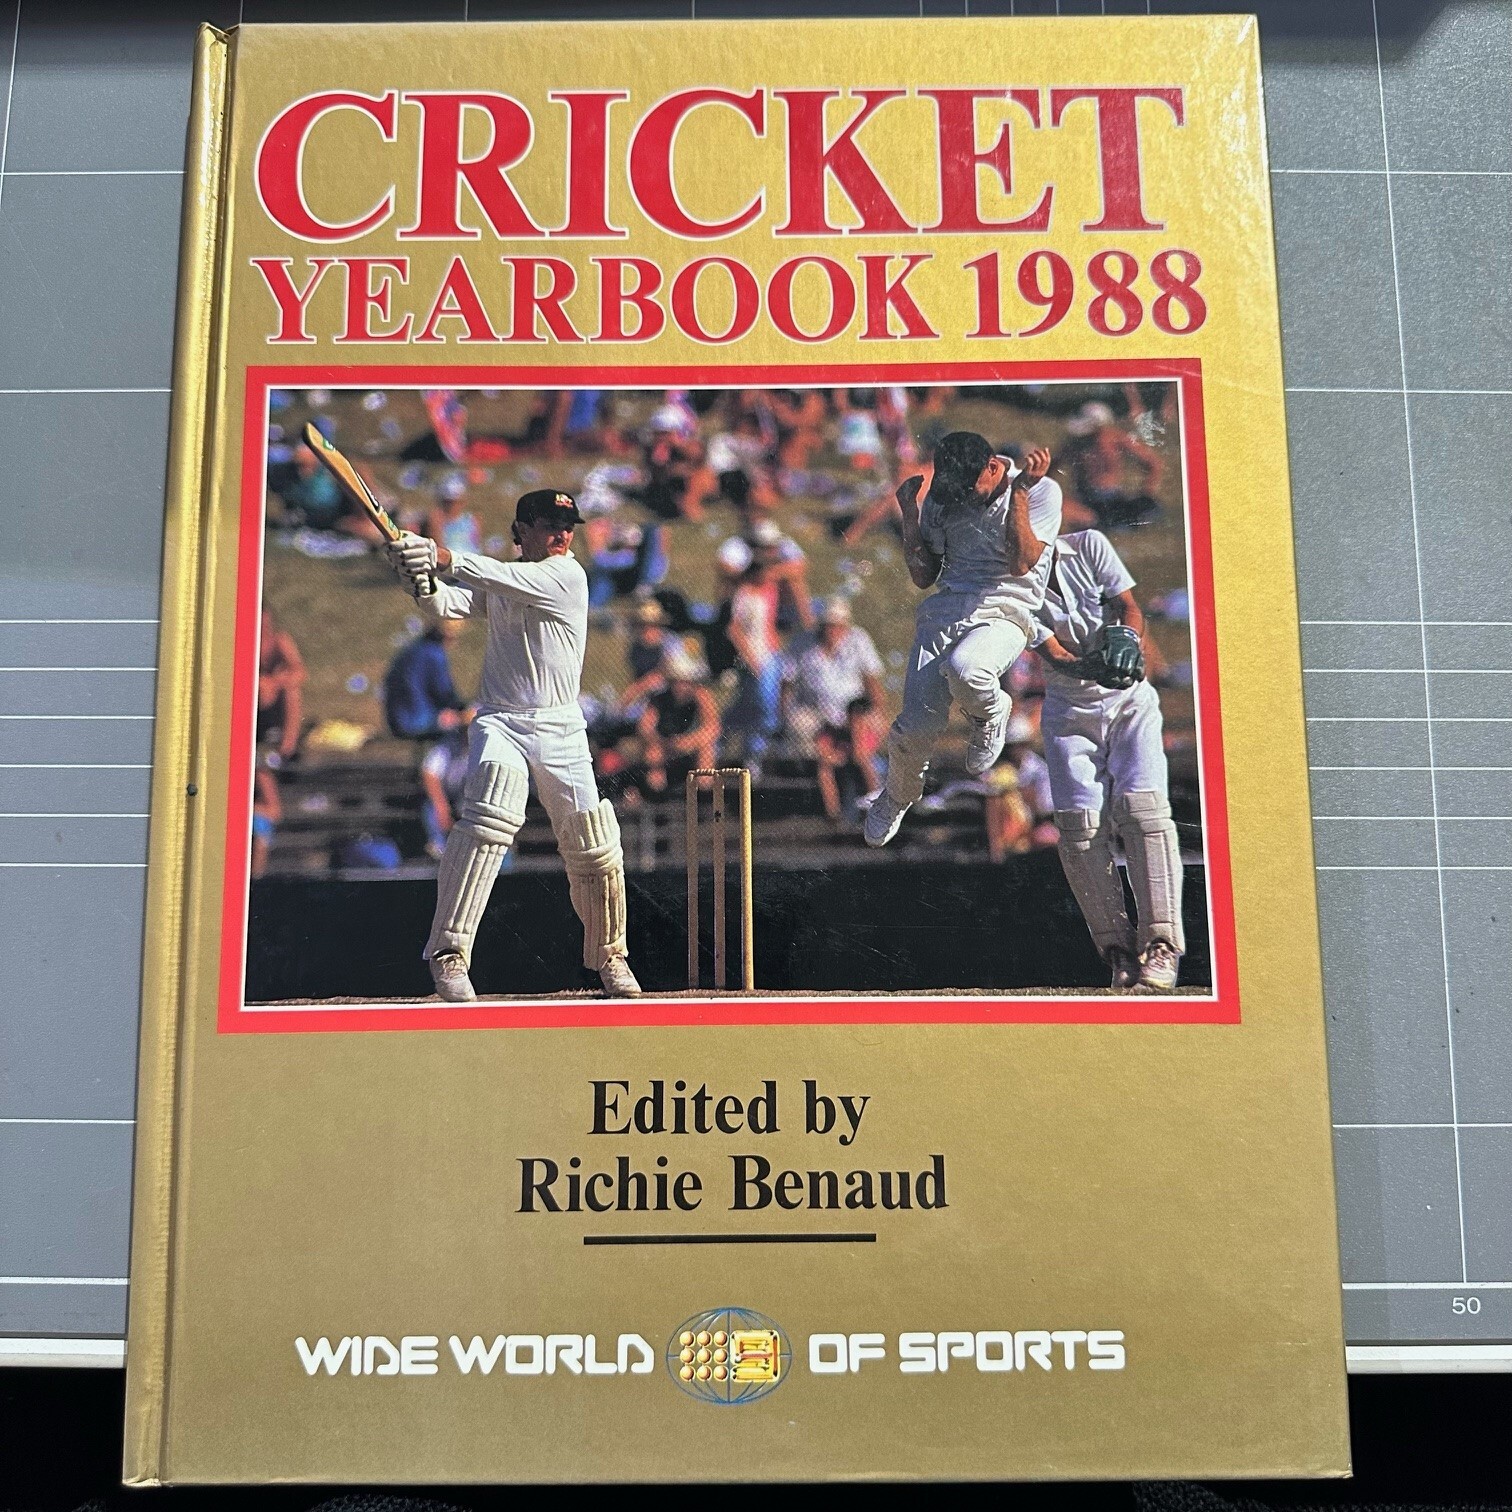 CRICKET
YEARBOOK 1988
Edited by
Richie Benaud
WIDE WORLD OF SPORTS
50